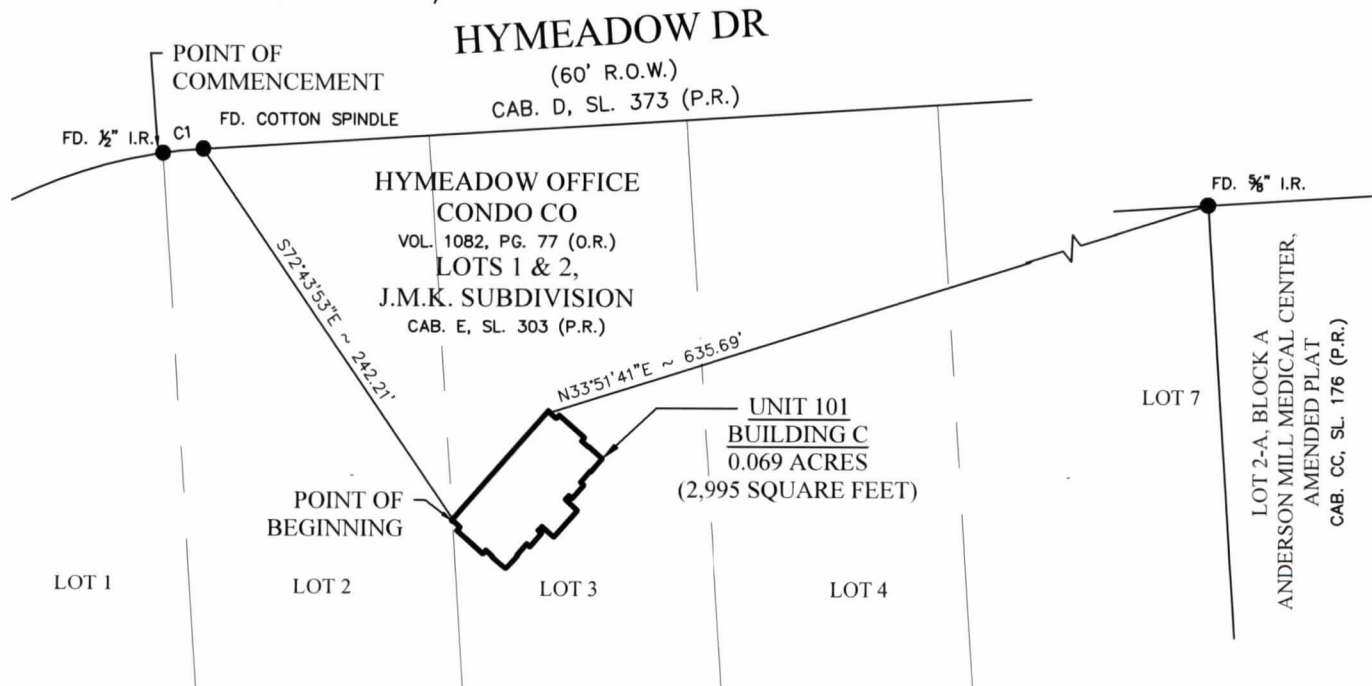 HYMEADOW DR
(60' R.O.W.)
CAB. D, SL. 373 (P.R.)
POINT OF
COMMENCEMENT
FD. ½" I.R.
C1
FD. COTTON SPINDLE
HYMEADOW OFFICE
CONDO CO
VOL. 1082, PG. 77 (O.R.)
LOTS 1 & 2,
J.M.K. SUBDIVISION
CAB. E, SL. 303 (P.R.)
S72°43'53"E ~ 242.21'
N33°51'41"E ~ 635.69'
FD. ⅝" I.R.
UNIT 101
BUILDING C
0.069 ACRES
(2,995 SQUARE FEET)
POINT OF
BEGINNING
LOT 1
LOT 2
LOT 3
LOT 4
LOT 7
LOT 2-A, BLOCK A
ANDERSON MILL MEDICAL CENTER,
AMENDED PLAT
CAB. CC, SL. 176 (P.R.)